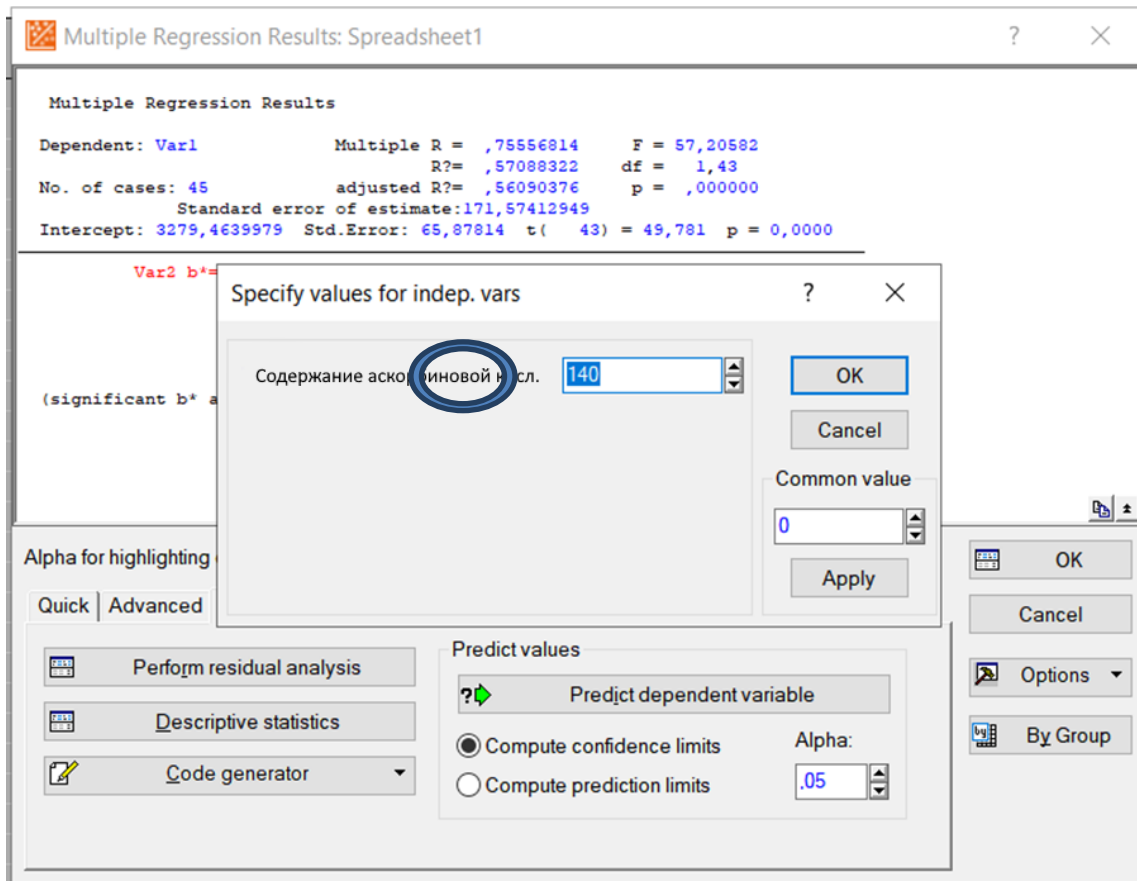 Multiple Regression Results: Spreadsheet1 ?
Multiple Regression Results
Dependent: Var1 Multiple R = ,75556814 F = 57,20582
R?= ,57088322 df = 1,43
No. of cases: 45 adjusted R?= ,56090376 p = ,000000
Standard error of estimate:171,57412949
Intercept: 3279,4639979 Std.Error: 65,87814 t( 43) = 49,781 p = 0,0000
Var2 b*=
(significant b* a
Specify values for indep. vars ?
Содержание аскорбиновой кисл. 140
OK
Cancel
Common value
0
Apply
Alpha for highlighting
Quick Advanced
Perform residual analysis
Descriptive statistics
Code generator
Predict values
? Predict dependent variable
Compute confidence limits
Compute prediction limits
Alpha:
.05
OK
Cancel
Options
By Group